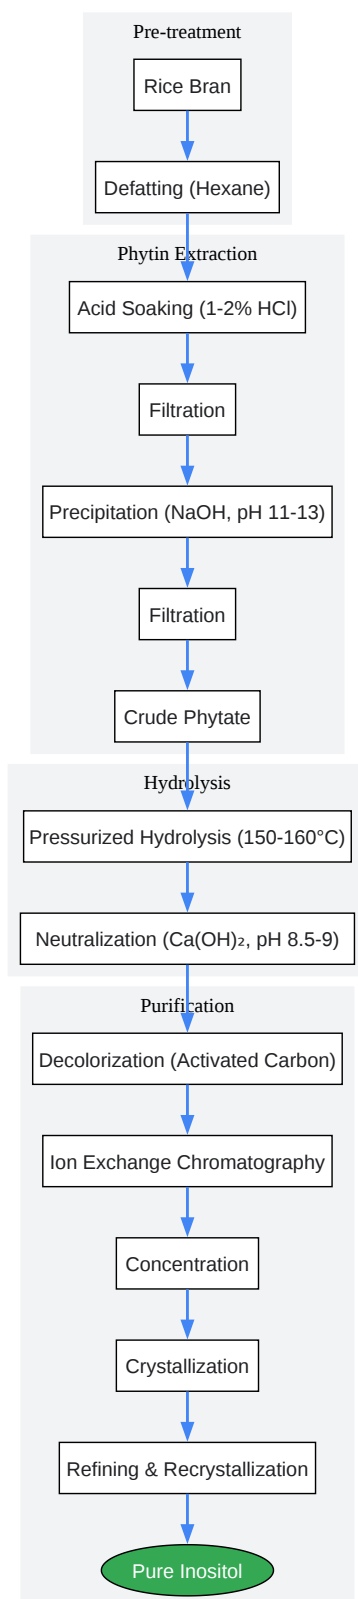 Pre-treatment
Rice Bran
Defatting (Hexane)
Phytin Extraction
Acid Soaking (1-2% HCl)
Filtration
Precipitation (NaOH, pH 11-13)
Filtration
Crude Phytate
Hydrolysis
Pressurized Hydrolysis (150-160°C)
Neutralization (Ca(OH)₂, pH 8.5-9)
Purification
Decolorization (Activated Carbon)
Ion Exchange Chromatography
Concentration
Crystallization
Refining & Recrystallization
Pure Inositol